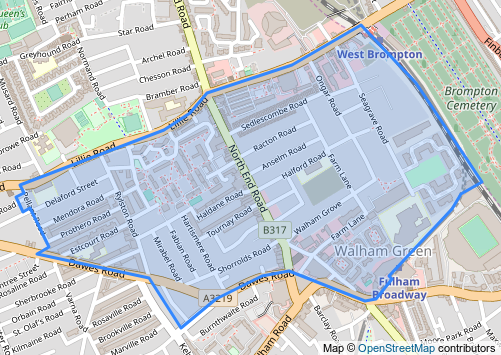 Queen's
Club
Perham Road
Star Road
Greyhound Road
Normand Road
Musard Road
Archel Road
Chesson Road
Bramber Road
Lillie Road
Lillie Road
West Brompton
Finb
Brompton
Cemetery
Ongar Road
Seagrave Road
Sedlescombe Road
Racton Road
Anselm Road
Halford Road
Farm Lane
North End Road
Delaford Street
Mendora Road
Prothero Road
Estcourt Road
Rylston Road
Mirabel Road
Fabian Road
Hartismere Road
Haldane Road
Tournay Road
Shorrolds Road
B317
Walham Grove
Farm Lane
Walham Green
Fulham
Broadway
Dawes Road
Dawes Road
A3219
Rosaline Road
Sherbrooke Road
Orbain Road
St. Olaf's Road
Kilmaine Road
Varna Road
Rosaville Road
Brookville Road
Marville Road
Burnthwaite Road
Barclay Road
Map © OpenStreetMap contributors